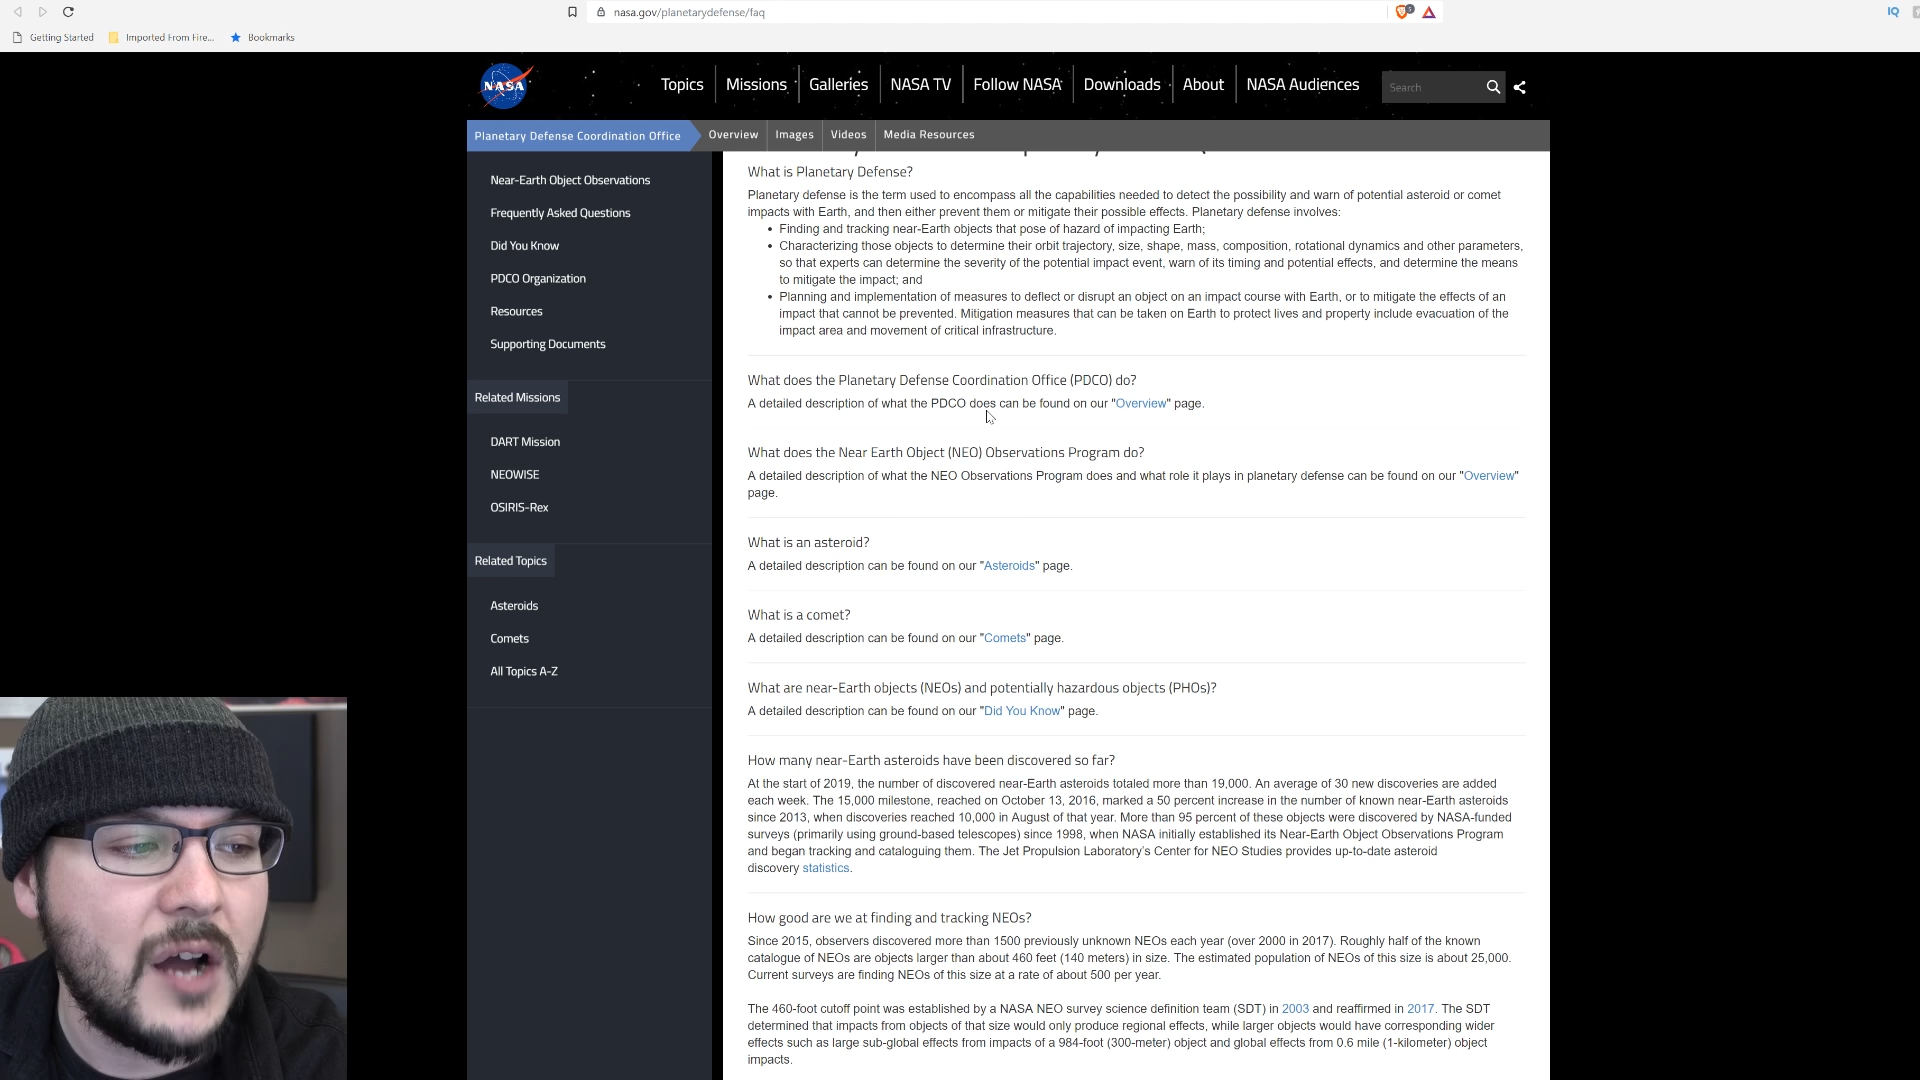 nasa.gov/planetarydefense/faq
5
IQ
Getting Started
Imported From Fire...
Bookmarks
NASA
Topics
Missions
Galleries
NASA TV
Follow NASA
Downloads
About
NASA Audiences
Search
Planetary Defense Coordination Office
Overview
Images
Videos
Media Resources
Near-Earth Object Observations
Frequently Asked Questions
Did You Know
PDCO Organization
Resources
Supporting Documents
Related Missions
DART Mission
NEOWISE
OSIRIS-Rex
Related Topics
Asteroids
Comets
All Topics A-Z
What is Planetary Defense?
Planetary defense is the term used to encompass all the capabilities needed to detect the possibility and warn of potential asteroid or comet
impacts with Earth, and then either prevent them or mitigate their possible effects. Planetary defense involves:
• Finding and tracking near-Earth objects that pose of hazard of impacting Earth;
• Characterizing those objects to determine their orbit trajectory, size, shape, mass, composition, rotational dynamics and other parameters,
so that experts can determine the severity of the potential impact event, warn of its timing and potential effects, and determine the means
to mitigate the impact; and
• Planning and implementation of measures to deflect or disrupt an object on an impact course with Earth, or to mitigate the effects of an
impact that cannot be prevented. Mitigation measures that can be taken on Earth to protect lives and property include evacuation of the
impact area and movement of critical infrastructure.
What does the Planetary Defense Coordination Office (PDCO) do?
A detailed description of what the PDCO does can be found on our "Overview" page.
What does the Near Earth Object (NEO) Observations Program do?
A detailed description of what the NEO Observations Program does and what role it plays in planetary defense can be found on our "Overview"
page.
What is an asteroid?
A detailed description can be found on our "Asteroids" page.
What is a comet?
A detailed description can be found on our "Comets" page.
What are near-Earth objects (NEOs) and potentially hazardous objects (PHOs)?
A detailed description can be found on our "Did You Know" page.
How many near-Earth asteroids have been discovered so far?
At the start of 2019, the number of discovered near-Earth asteroids totaled more than 19,000. An average of 30 new discoveries are added
each week. The 15,000 milestone, reached on October 13, 2016, marked a 50 percent increase in the number of known near-Earth asteroids
since 2013, when discoveries reached 10,000 in August of that year. More than 95 percent of these objects were discovered by NASA-funded
surveys (primarily using ground-based telescopes) since 1998, when NASA initially established its Near-Earth Object Observations Program
and began tracking and cataloguing them. The Jet Propulsion Laboratory's Center for NEO Studies provides up-to-date asteroid
discovery statistics.
How good are we at finding and tracking NEOs?
Since 2015, observers discovered more than 1500 previously unknown NEOs each year (over 2000 in 2017). Roughly half of the known
catalogue of NEOs are objects larger than about 460 feet (140 meters) in size. The estimated population of NEOs of this size is about 25,000.
Current surveys are finding NEOs of this size at a rate of about 500 per year.
The 460-foot cutoff point was established by a NASA NEO survey science definition team (SDT) in 2003 and reaffirmed in 2017. The SDT
determined that impacts from objects of that size would only produce regional effects, while larger objects would have corresponding wider
effects such as large sub-global effects from impacts of a 984-foot (300-meter) object and global effects from 0.6 mile (1-kilometer) object
impacts.